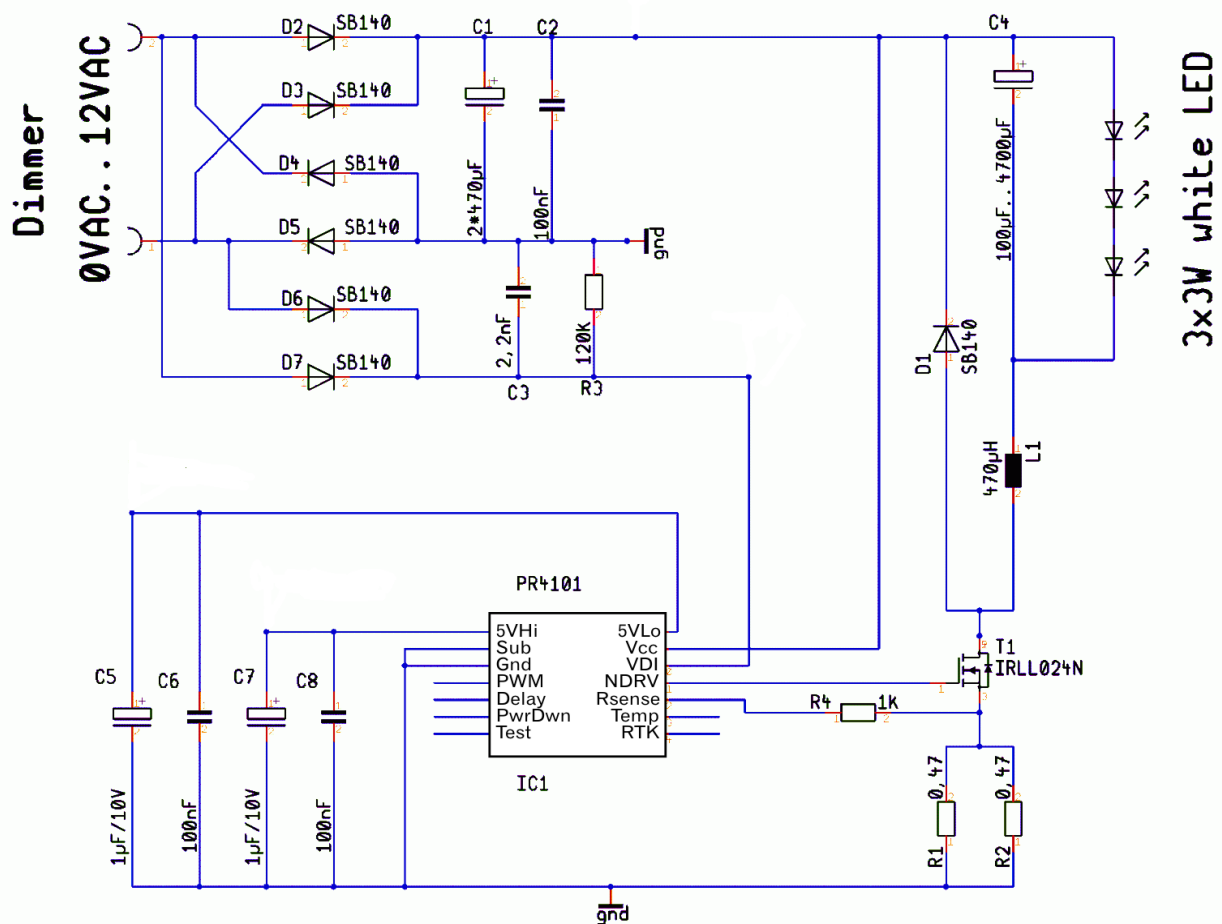 Dimmer
0VAC..12VAC
D2 SB140
D3 SB140
D4 SB140
D5 SB140
D6 SB140
D7 SB140
C1
2*470µF
C2
100nF
gnd
2,2nF
C3
120K
R3
C4
100µF..4700µF
3x3W white LED
D1
SB140
470µH
L1
PR4101
5VHi
Sub
Gnd
PWM
Delay
PwrDwn
Test
5VLo
Vcc
VDI
NDRV
Rsense
Temp
RTK
IC1
T1
IRLL024N
R4 1K
C5
1µF/10V
C6
100nF
C7
1µF/10V
C8
100nF
0,47
R1
0,47
R2
gnd